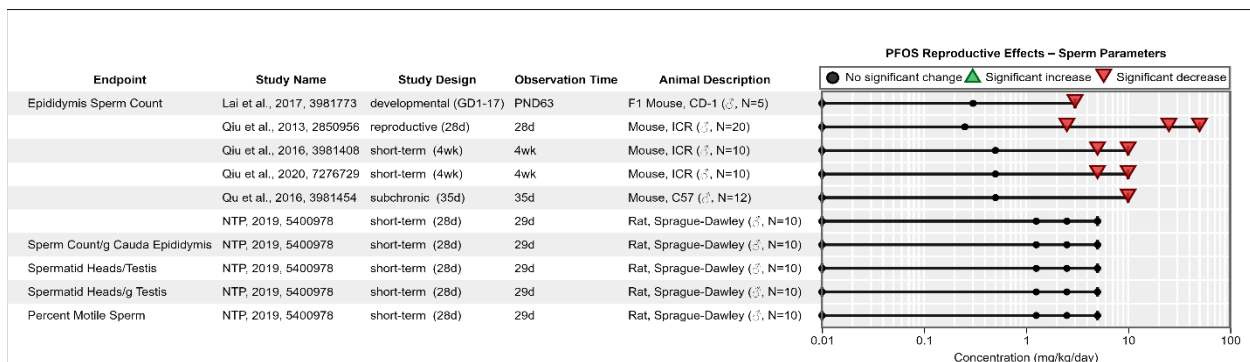 PFOS Reproductive Effects – Sperm Parameters
Endpoint Study Name Study Design Observation Time Animal Description No significant change Significant increase Significant decrease
Epididymis Sperm Count Lai et al., 2017, 3981773 developmental (GD1-17) PND63 F1 Mouse, CD-1 (♂, N=5)
Qiu et al., 2013, 2850956 reproductive (28d) 28d Mouse, ICR (♂, N=20)
Qiu et al., 2016, 3981408 short-term (4wk) 4wk Mouse, ICR (♂, N=10)
Qiu et al., 2020, 7276729 short-term (4wk) 4wk Mouse, ICR (♂, N=10)
Qu et al., 2016, 3981454 subchronic (35d) 35d Mouse, C57 (♂, N=12)
NTP, 2019, 5400978 short-term (28d) 29d Rat, Sprague-Dawley (♂, N=10)
Sperm Count/g Cauda Epididymis NTP, 2019, 5400978 short-term (28d) 29d Rat, Sprague-Dawley (♂, N=10)
Spermatid Heads/Testis NTP, 2019, 5400978 short-term (28d) 29d Rat, Sprague-Dawley (♂, N=10)
Spermatid Heads/g Testis NTP, 2019, 5400978 short-term (28d) 29d Rat, Sprague-Dawley (♂, N=10)
Percent Motile Sperm NTP, 2019, 5400978 short-term (28d) 29d Rat, Sprague-Dawley (♂, N=10)
0.01 0.1 1 10 100
Concentration (mg/kg/day)